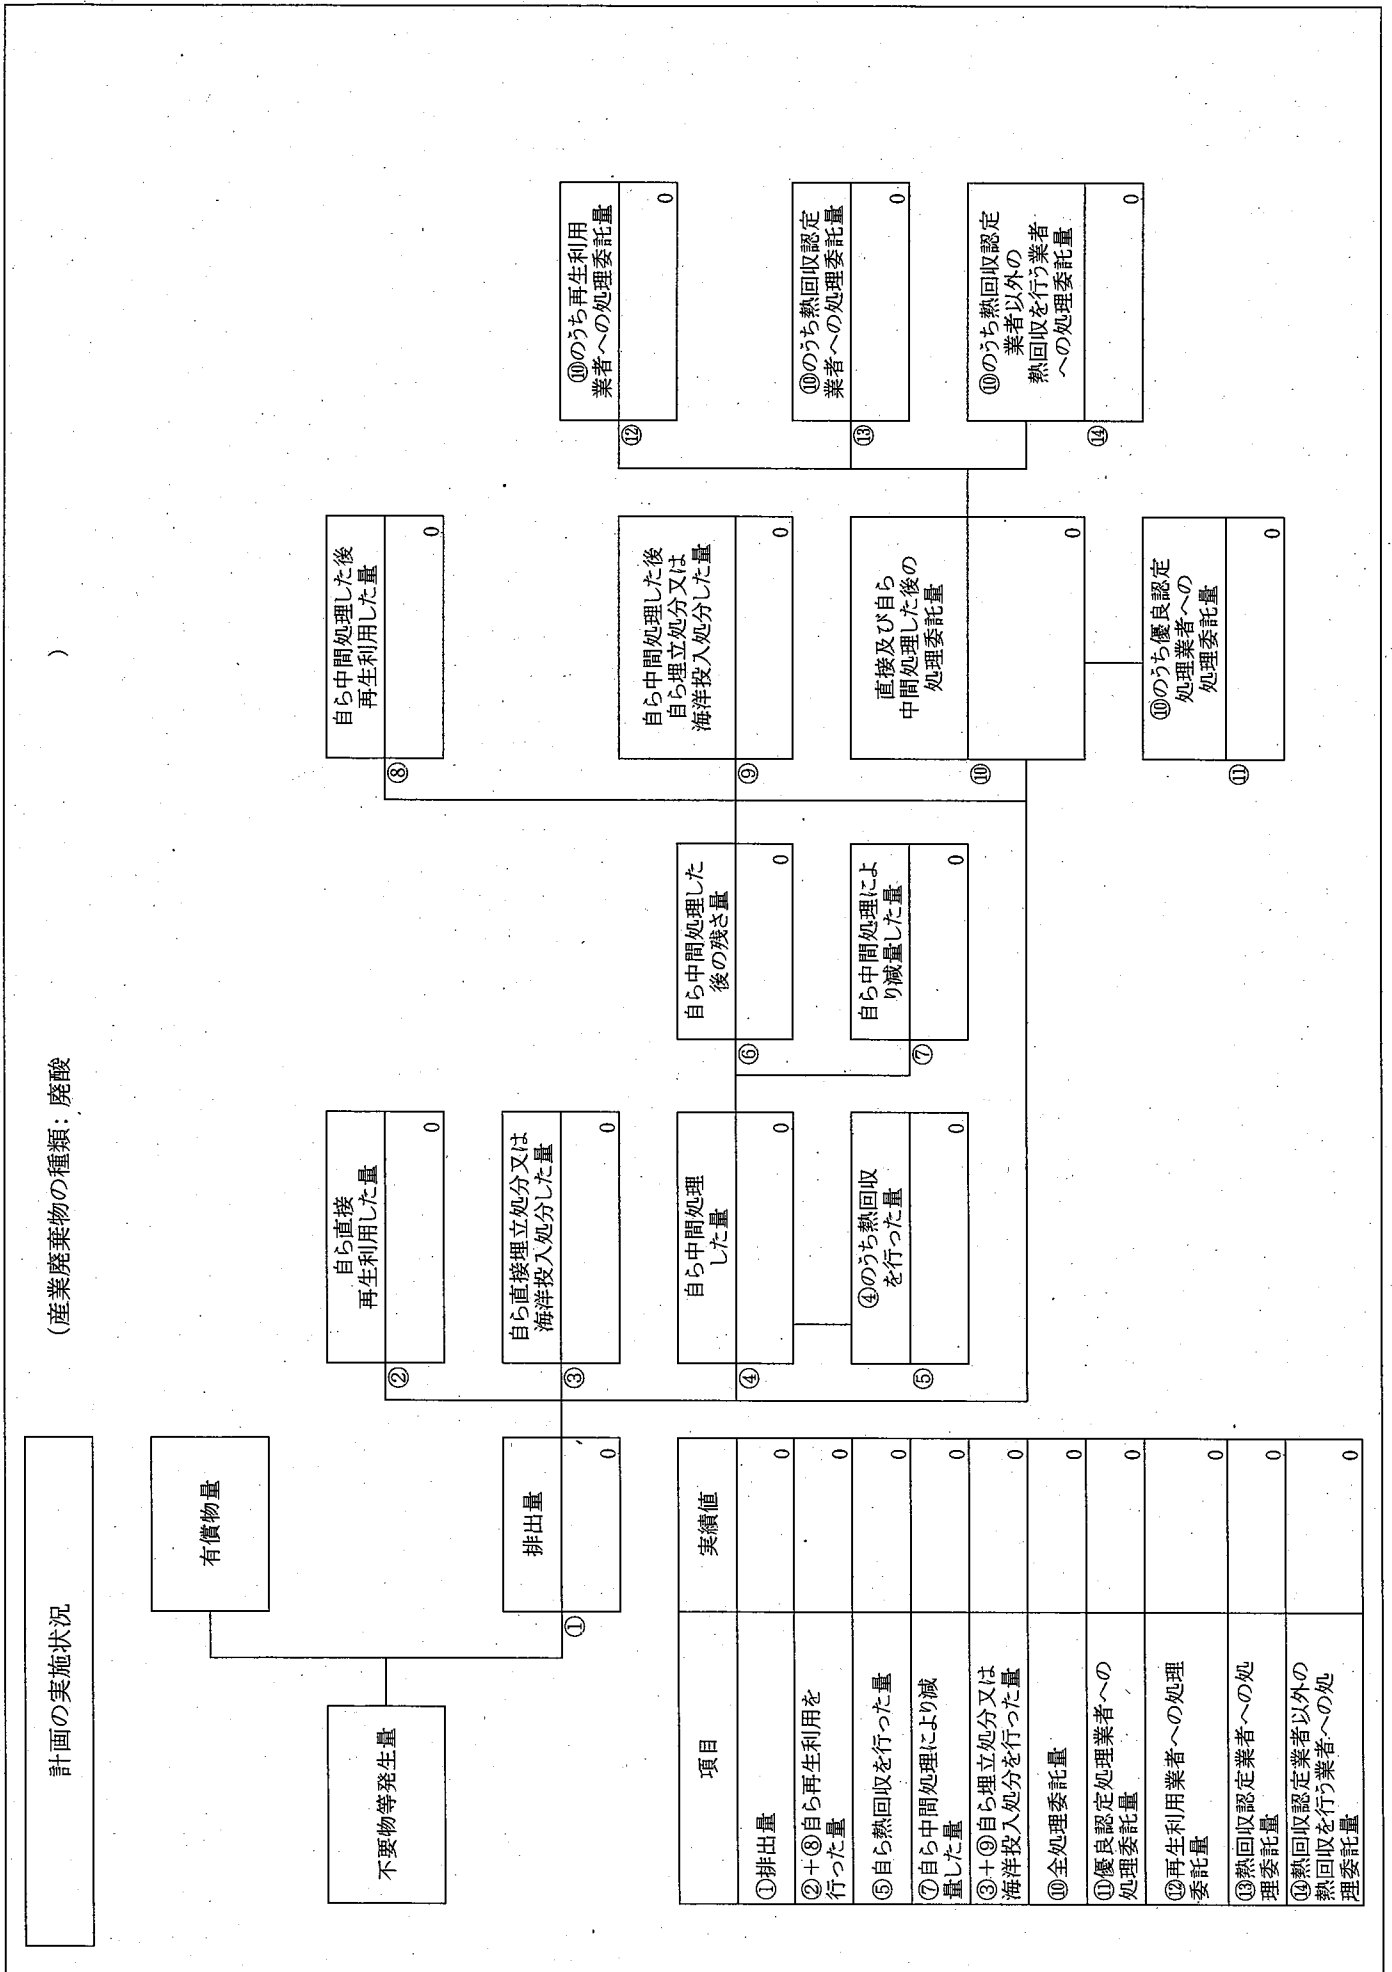 計画の実施状況
(産業廃棄物の種類：廃酸
)
不要物等発生量
有償物量
排出量
①
0
自ら直接
再生利用した量
②
0
自ら直接埋立処分又は
海洋投入処分した量
③
0
自ら中間処理
した量
④
0
④のうち熱回収
を行った量
⑤
0
自ら中間処理した
後の残さ量
⑥
0
自ら中間処理によ
り減量した量
⑦
0
自ら中間処理した後
再生利用した量
⑧
0
自ら中間処理した後
自ら埋立処分又は
海洋投入処分した量
⑨
0
直接及び自ら
中間処理した後の
処理委託量
⑩
0
⑩のうち優良認定
処理業者への
処理委託量
⑪
0
⑩のうち再生利用
業者への処理委託量
⑫
0
⑩のうち熱回収認定
業者への処理委託量
⑬
0
⑩のうち熱回収認定
業者以外の
熱回収を行う業者
への処理委託量
⑭
0
項目
実績値
①排出量
0
②＋⑧自ら再生利用を
行った量
0
⑤自ら熱回収を行った量
0
⑦自ら中間処理により減
量した量
0
③＋⑨自ら埋立処分又は
海洋投入処分を行った量
0
⑩全処理委託量
0
⑪優良認定処理業者への
処理委託量
0
⑫再生利用業者への処理
委託量
0
⑬熱回収認定業者への処
理委託量
0
⑭熱回収認定業者以外の
熱回収を行う業者への処
理委託量
0